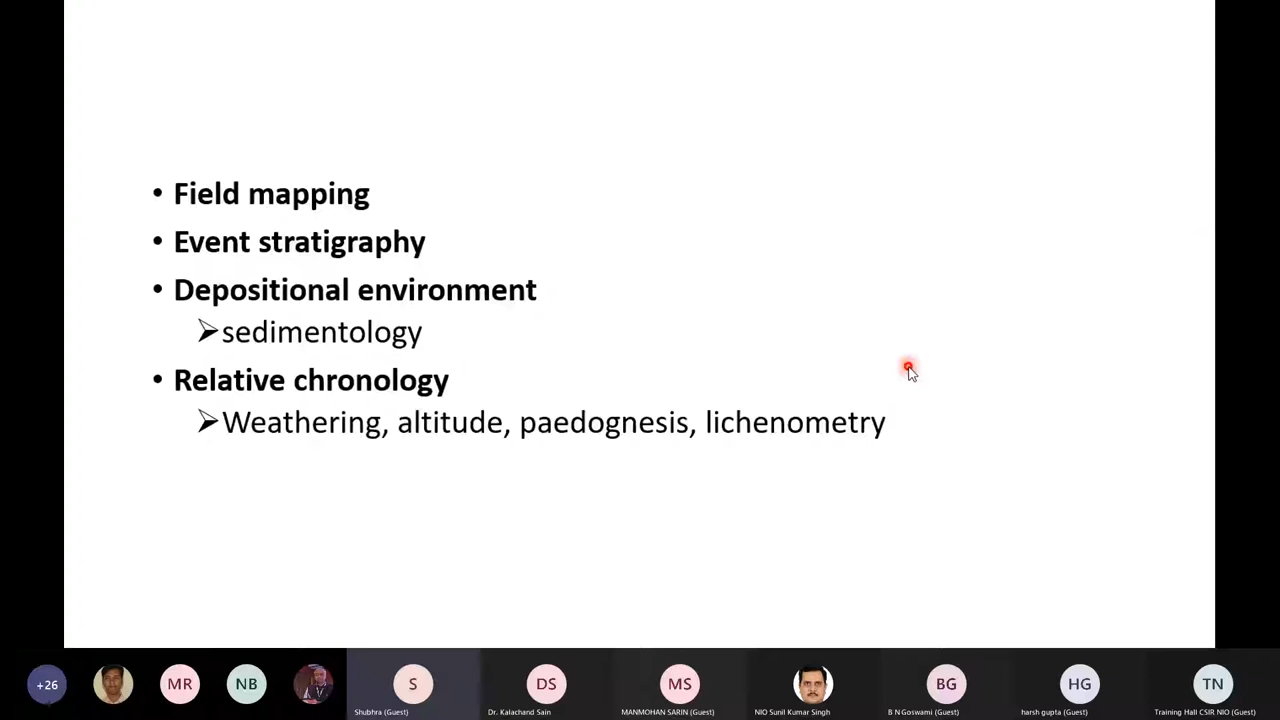 • Field mapping
• Event stratigraphy
• Depositional environment
➢sedimentology
• Relative chronology
➢Weathering, altitude, paedognesis, lichenometry
+26 MR NB S DS MS BG HG TN
Shubhra (Guest) Dr. Kalachand Sain MANMOHAN SARIN (Guest) NIO Sunil Kumar Singh B N Goswami (Guest) harsh gupta (Guest) Training Hall CSIR NIO (Guest)